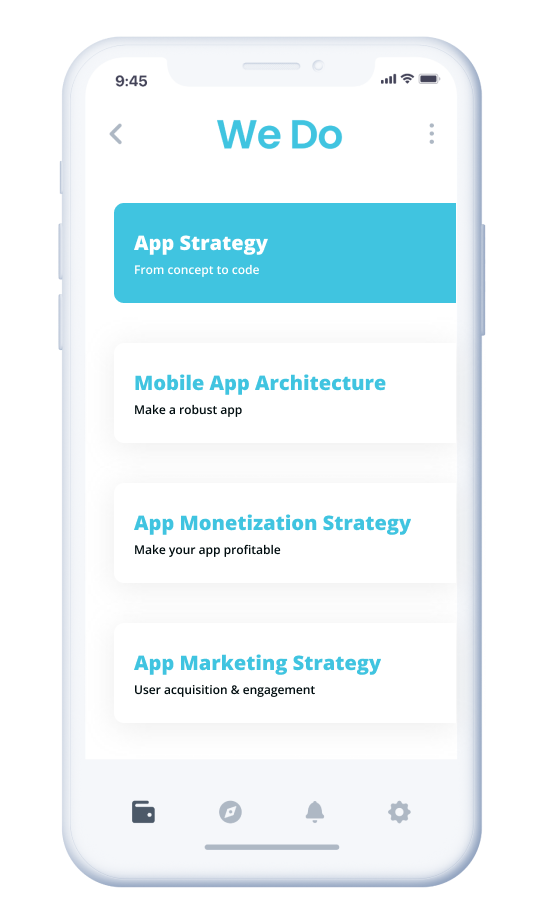 9:45
We Do
App Strategy
From concept to code
Mobile App Architecture
Make a robust app
App Monetization Strategy
Make your app profitable
App Marketing Strategy
User acquisition & engagement